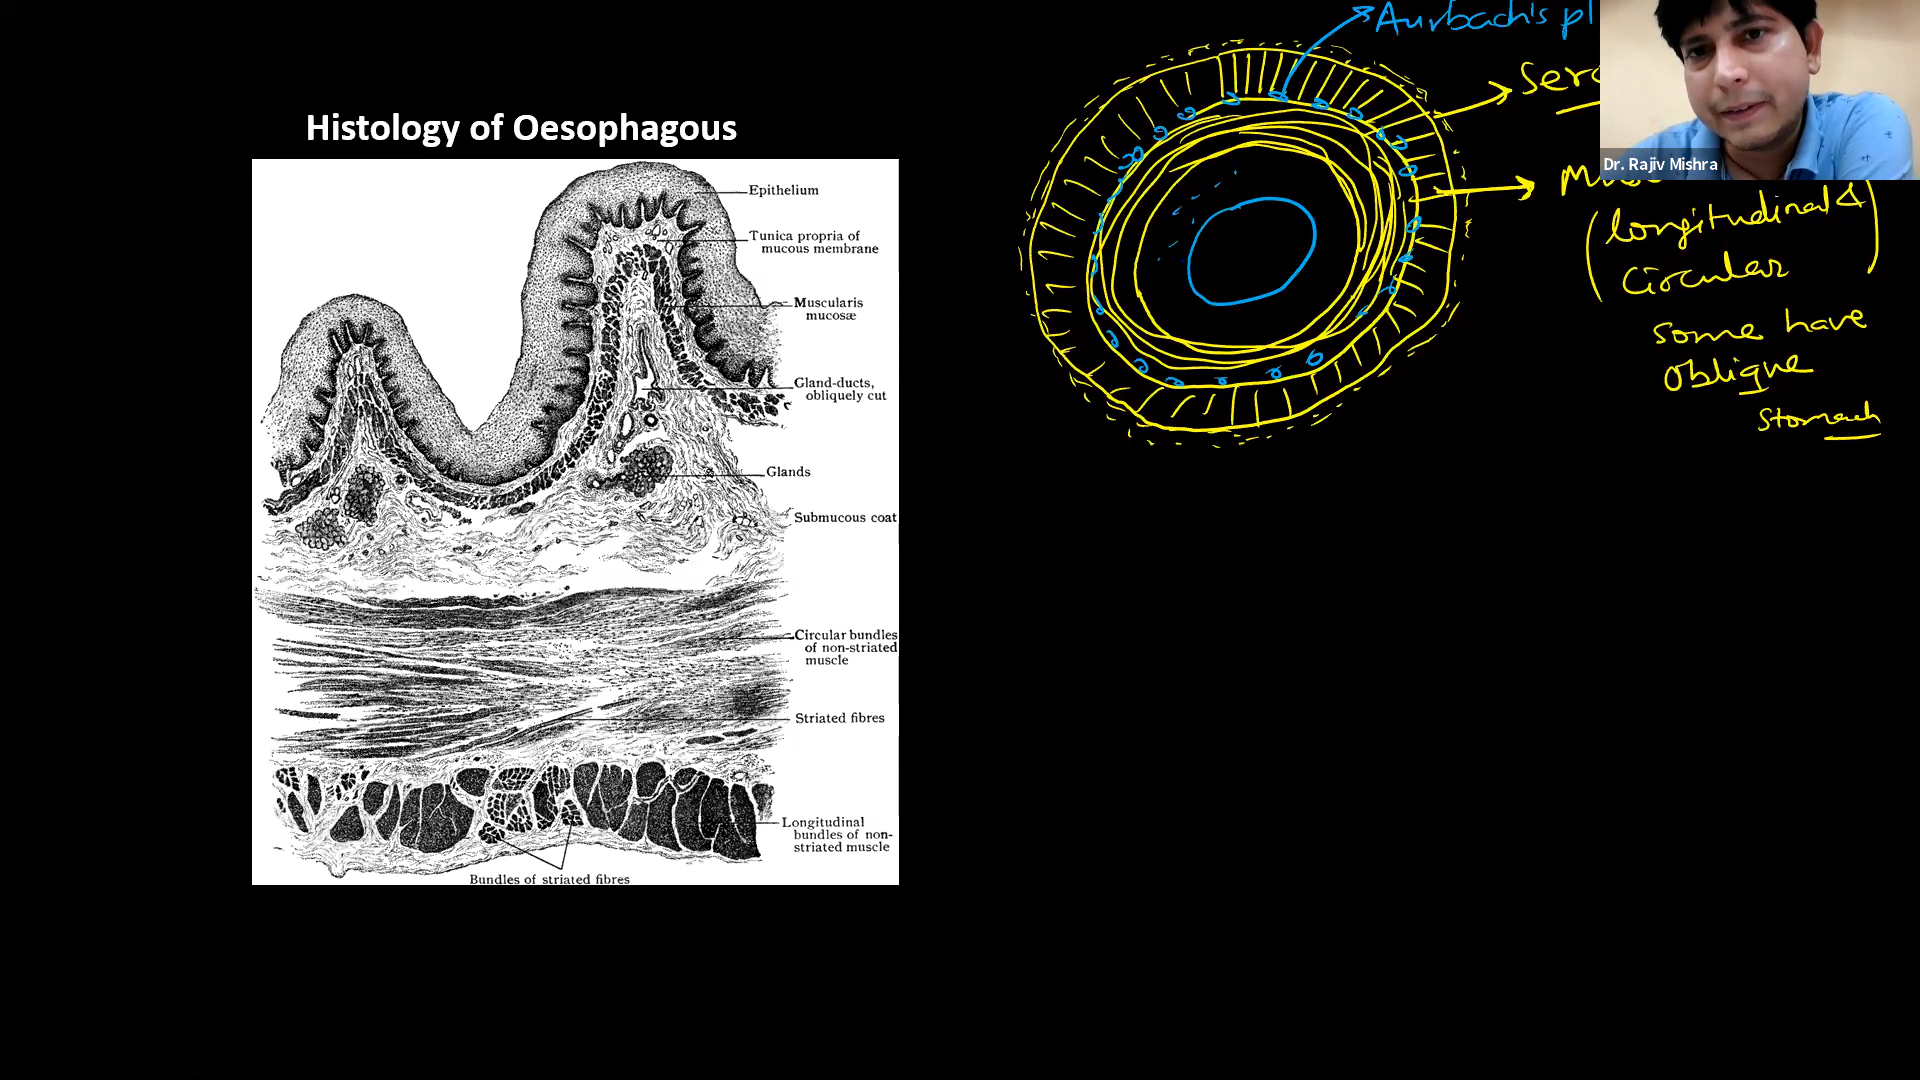 Histology of Oesophagous
Epithelium
Tunica propria of
mucous membrane
Muscularis
mucosæ
Gland-ducts,
obliquely cut
Glands
Submucous coat
Circular bundles
of non-striated
muscle
Striated fibres
Longitudinal
bundles of non-
striated muscle
Bundles of striated fibres
Aurbach's pl
Dr. Rajiv Mishra
(longitudinal &
Circular)
some have
oblique
stomach